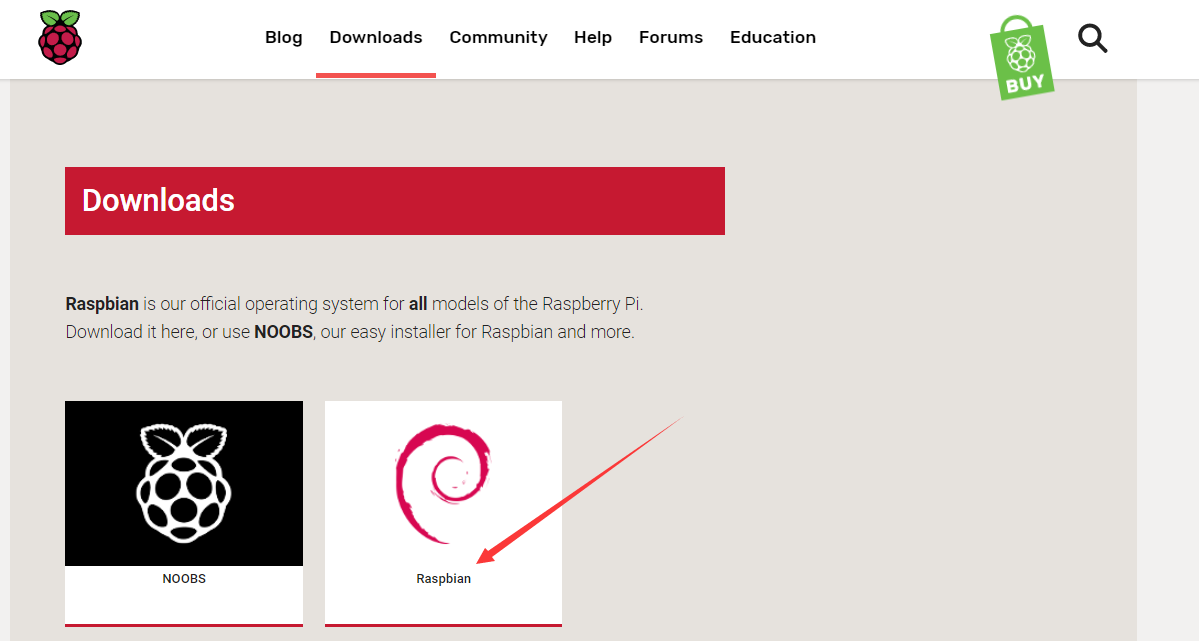 Blog Downloads Community Help Forums Education
BUY
Downloads
Raspbian is our official operating system for all models of the Raspberry Pi.
Download it here, or use NOOBS, our easy installer for Raspbian and more.
NOOBS
Raspbian